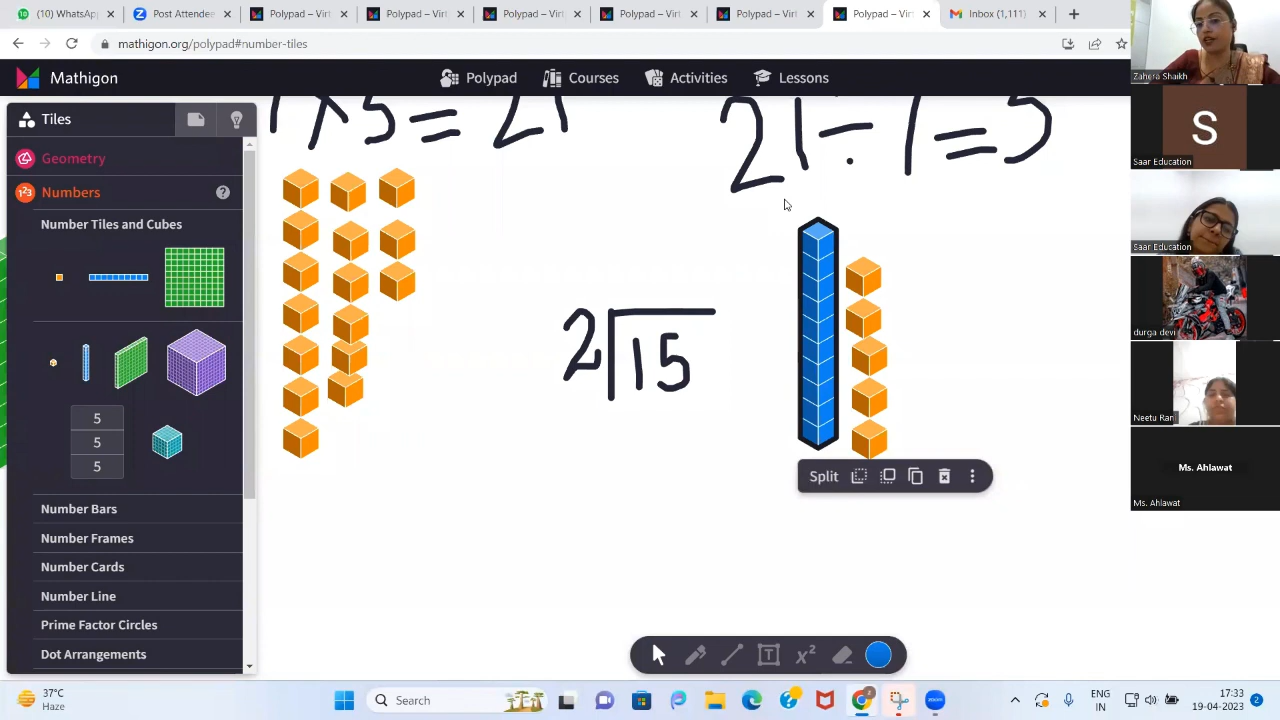 (10) WhatsApp
Post Attendee
Polypad – Virt
Polypad – Virt
Polypad – Virt
Polypad – Virt
Polypad – Virt
Polypad – Virt
Inbox (1,111)
mathigon.org/polypad#number-tiles
Mathigon
Polypad
Courses
Activities
Lessons
Tiles
Geometry
Numbers
?
Number Tiles and Cubes
5
5
5
Number Bars
Number Frames
Number Cards
Number Line
Prime Factor Circles
Dot Arrangements
7 x 5 = 21
21 ÷ 7 = 5
2
15
Split
T
x²
Zahera Shaikh
S
Saar Education
Saar Education
durga devi
Neetu Rani
Ms. Ahlawat
Ms. Ahlawat
37°C
Haze
Search
ENG
IN
17:33
19-04-2023
2